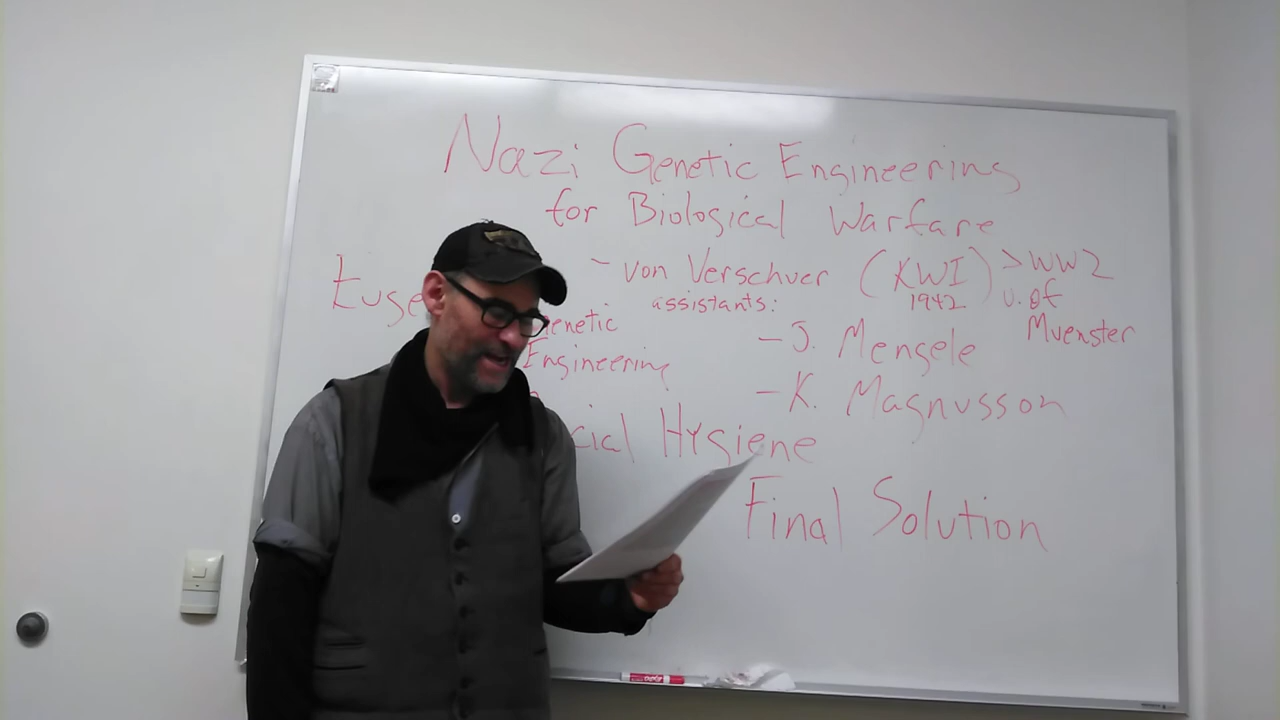 Nazi Genetic Engineering
for Biological Warfare
- von Verschuer (KWI) > WW2
1942 U. of
Muenster
assistants:
- J. Mengele
- K. Magnusson
Euge
enetic
Engineering
cial Hygiene
Final Solution